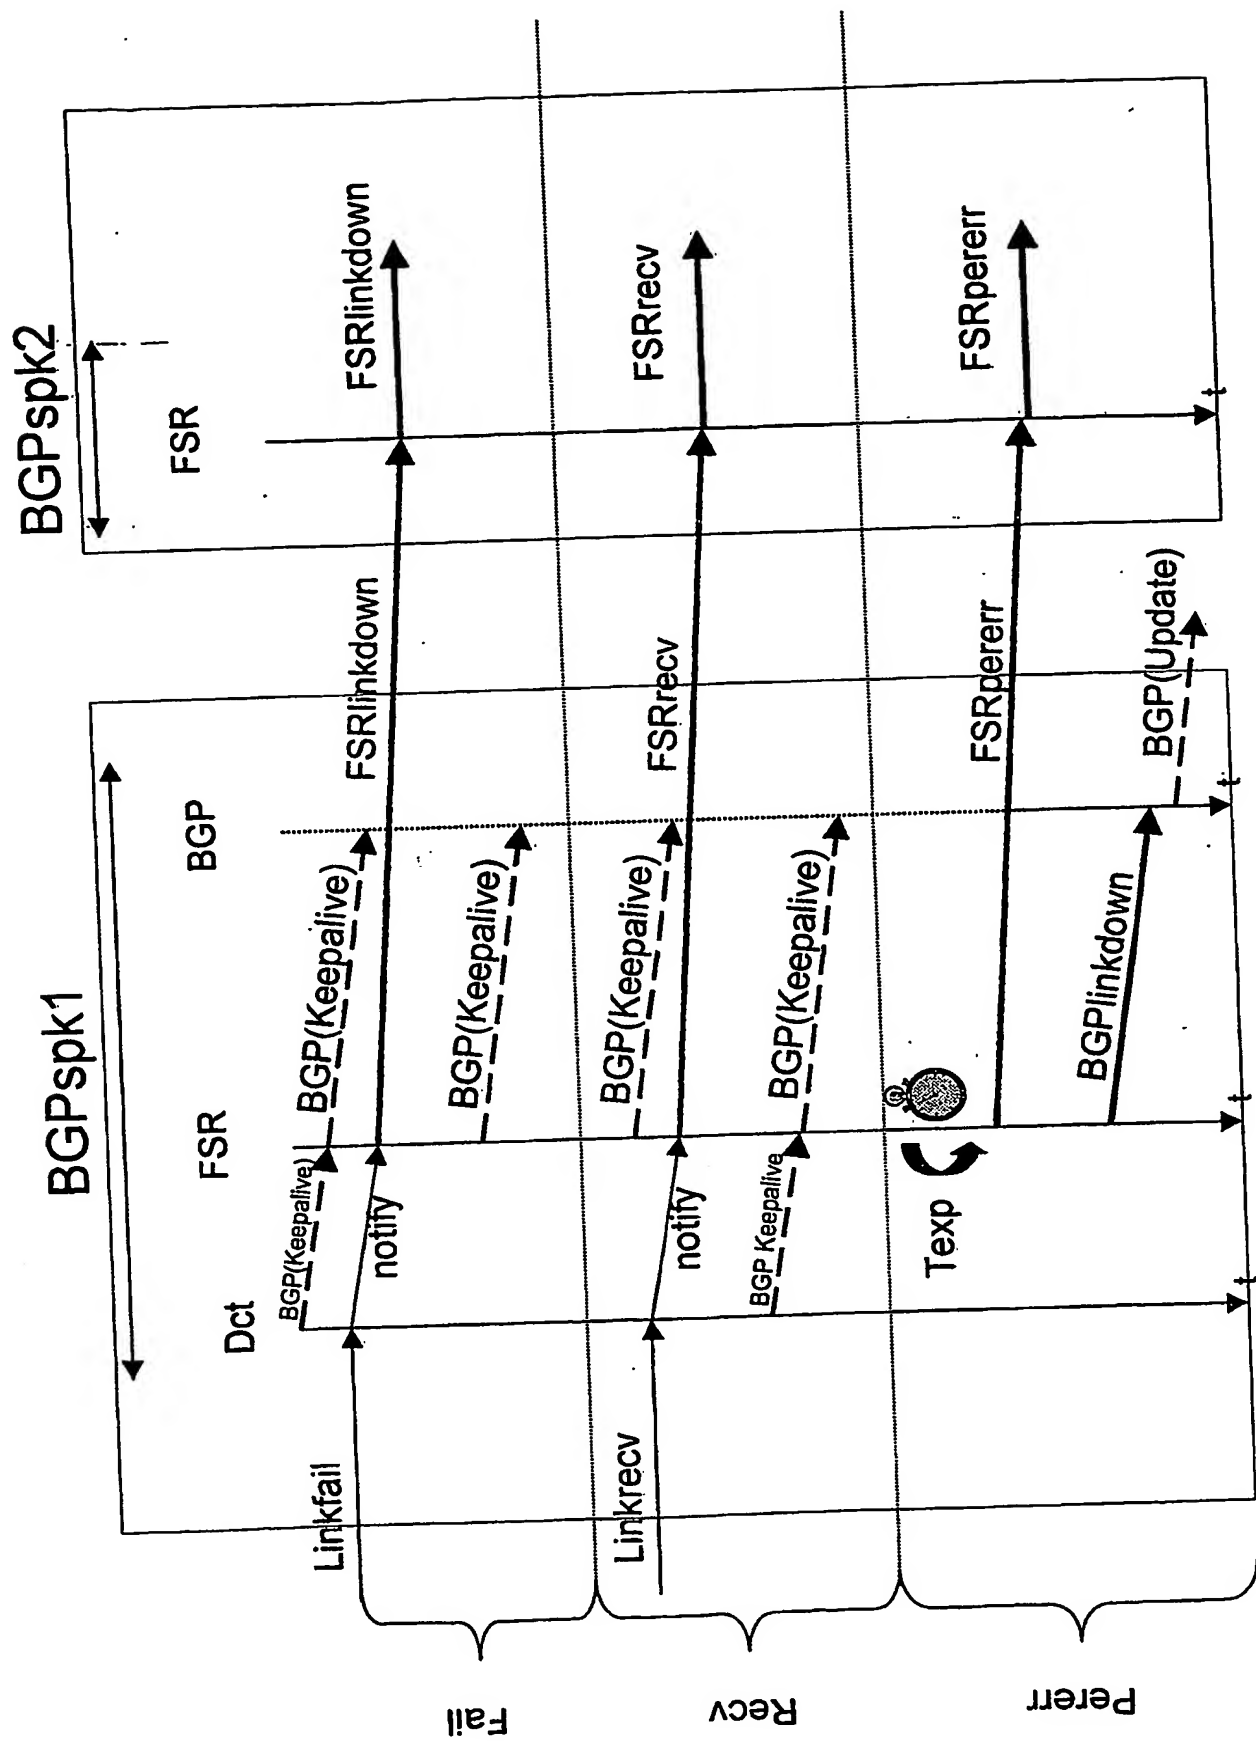 BGPspk1
BGPspk2
Dct
FSR
BGP
FSR
Fail
Linkfail
BGP(Keepalive)
BGP(Keepalive)
notify
FSRlinkdown
FSRlinkdown
BGP(Keepalive)
Recv
Linkrecv
BGP(Keepalive)
notify
FSRrecv
FSRrecv
BGP Keepalive
BGP(Keepalive)
Pererr
Texp
FSRpererr
FSRpererr
BGPlinkdown
BGP(Update)
t
t
t
t